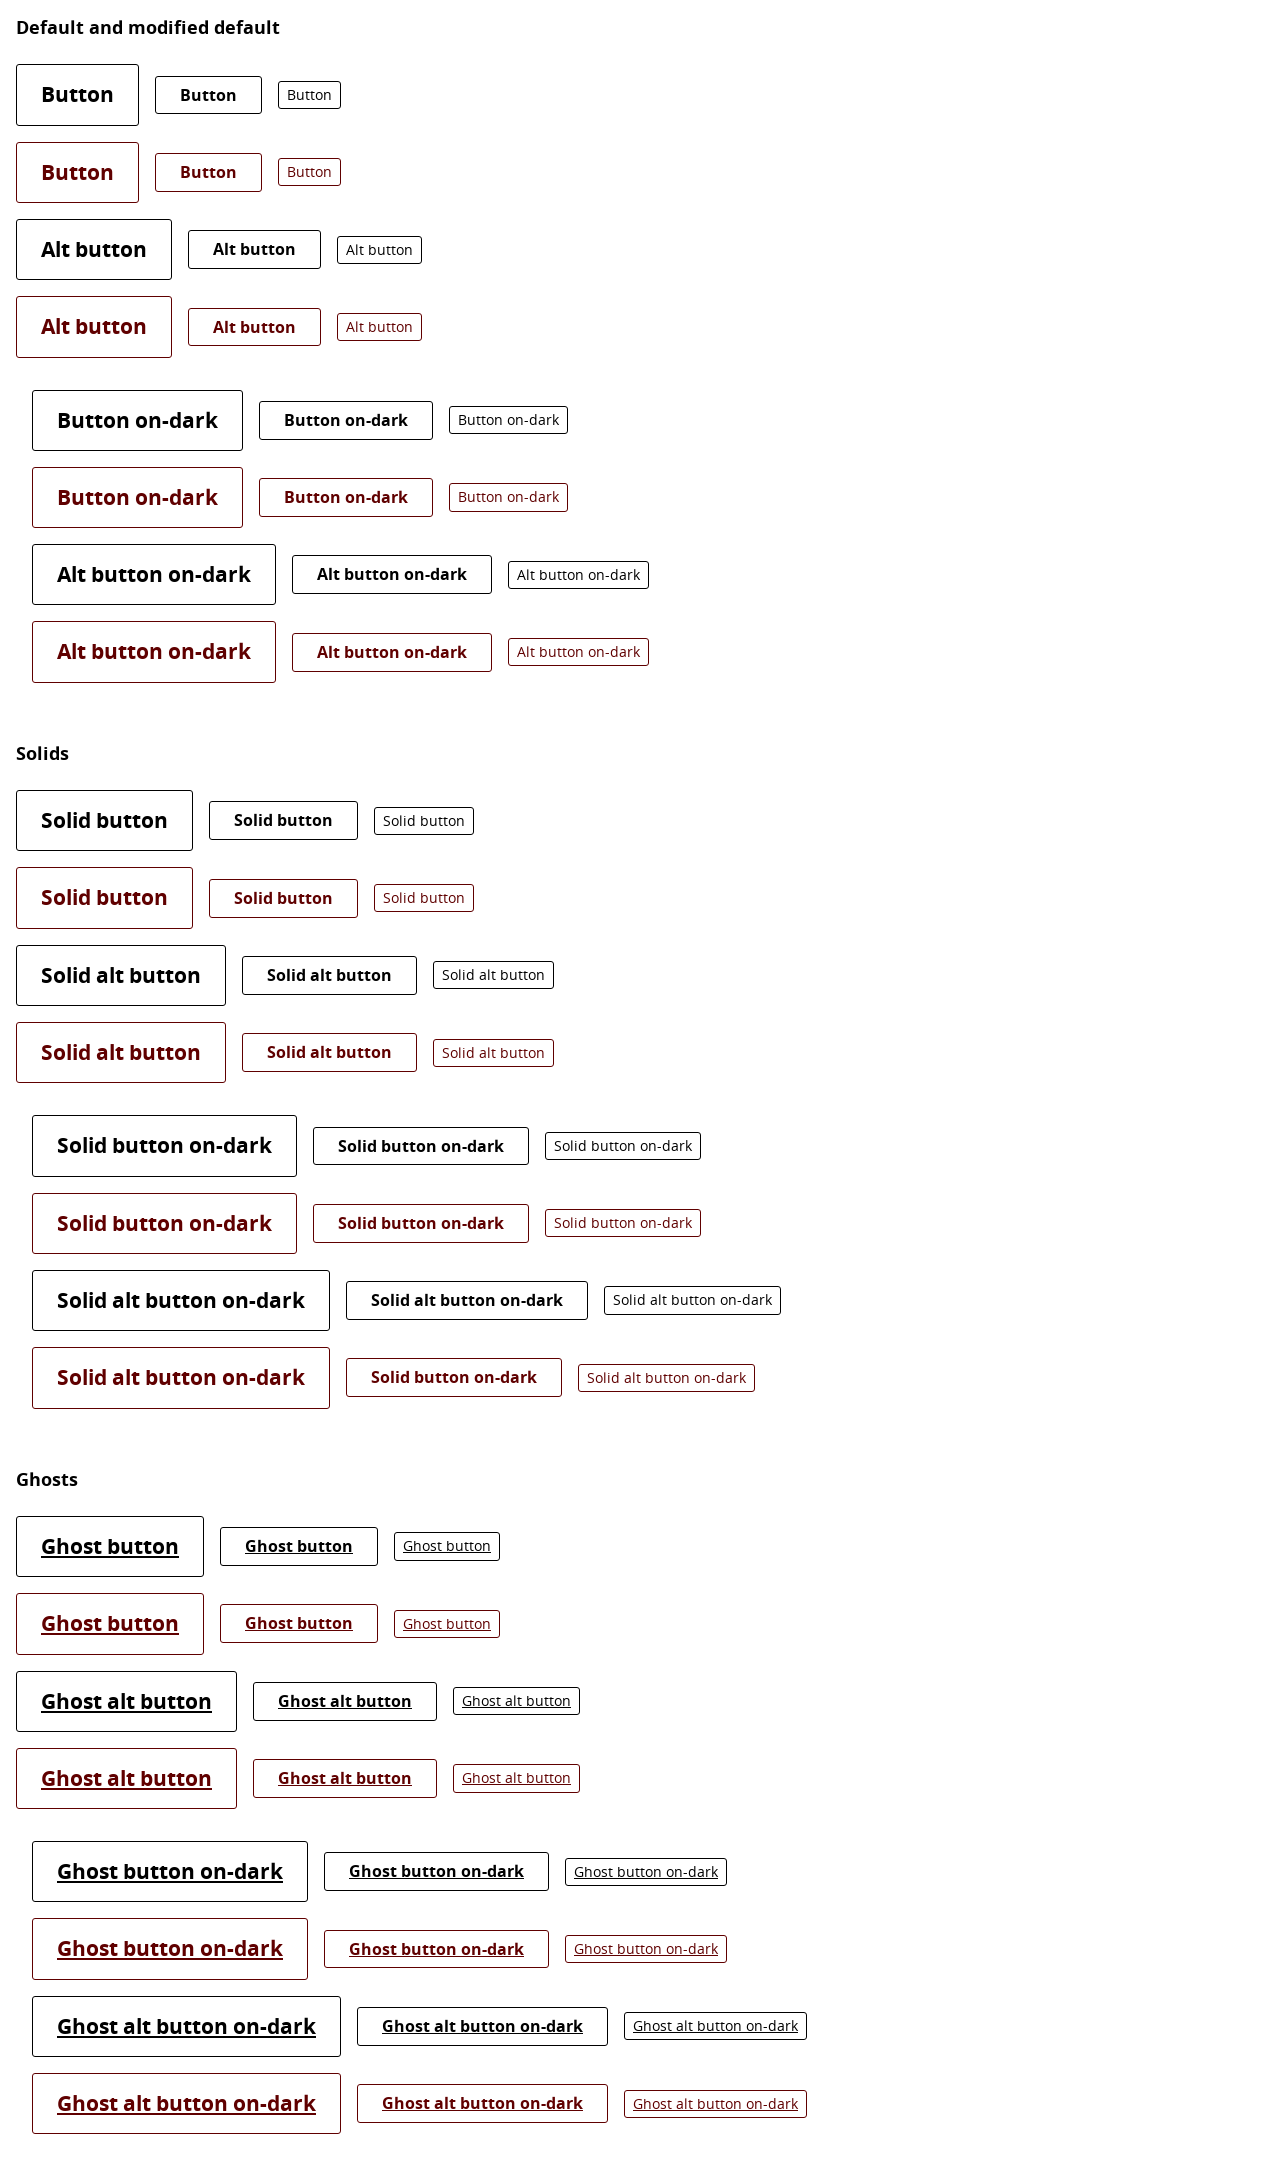 Default and modified default
Button Button Button
Button Button Button
Alt button Alt button Alt button
Alt button Alt button Alt button
Button on-dark Button on-dark Button on-dark
Button on-dark Button on-dark Button on-dark
Alt button on-dark Alt button on-dark Alt button on-dark
Alt button on-dark Alt button on-dark Alt button on-dark
Solids
Solid button Solid button Solid button
Solid button Solid button Solid button
Solid alt button Solid alt button Solid alt button
Solid alt button Solid alt button Solid alt button
Solid button on-dark Solid button on-dark Solid button on-dark
Solid button on-dark Solid button on-dark Solid button on-dark
Solid alt button on-dark Solid alt button on-dark Solid alt button on-dark
Solid alt button on-dark Solid button on-dark Solid alt button on-dark
Ghosts
Ghost button Ghost button Ghost button
Ghost button Ghost button Ghost button
Ghost alt button Ghost alt button Ghost alt button
Ghost alt button Ghost alt button Ghost alt button
Ghost button on-dark Ghost button on-dark Ghost button on-dark
Ghost button on-dark Ghost button on-dark Ghost button on-dark
Ghost alt button on-dark Ghost alt button on-dark Ghost alt button on-dark
Ghost alt button on-dark Ghost alt button on-dark Ghost alt button on-dark